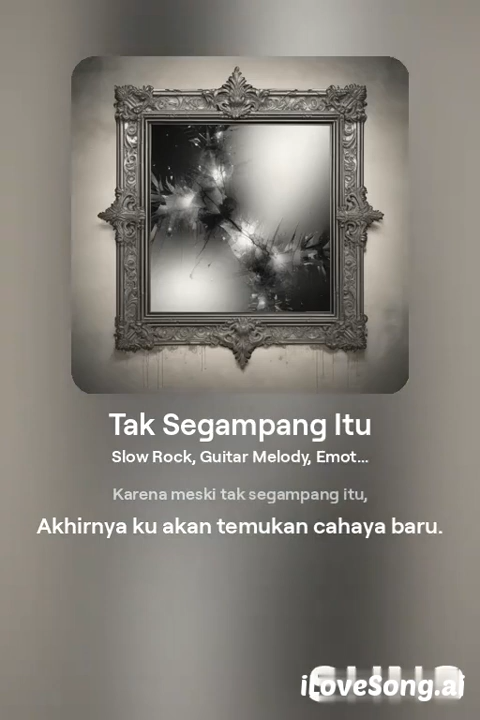 Tak Segampang Itu
Slow Rock, Guitar Melody, Emot...
Karena meski tak segampang itu,
Akhirnya ku akan temukan cahaya baru.
iLoveSong.ai